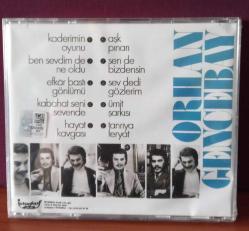 kaderimin
oyunu
ben sevdim de
ne oldu
efkâr bastı
gönlümü
kabahat seni
sevende
hayat
kavgası
aşk
pınarı
sen de
bizdensin
sev dedi
gözlerim
ümit
şarkısı
tanrıya
feryat
ORHAN
GENCEBAY